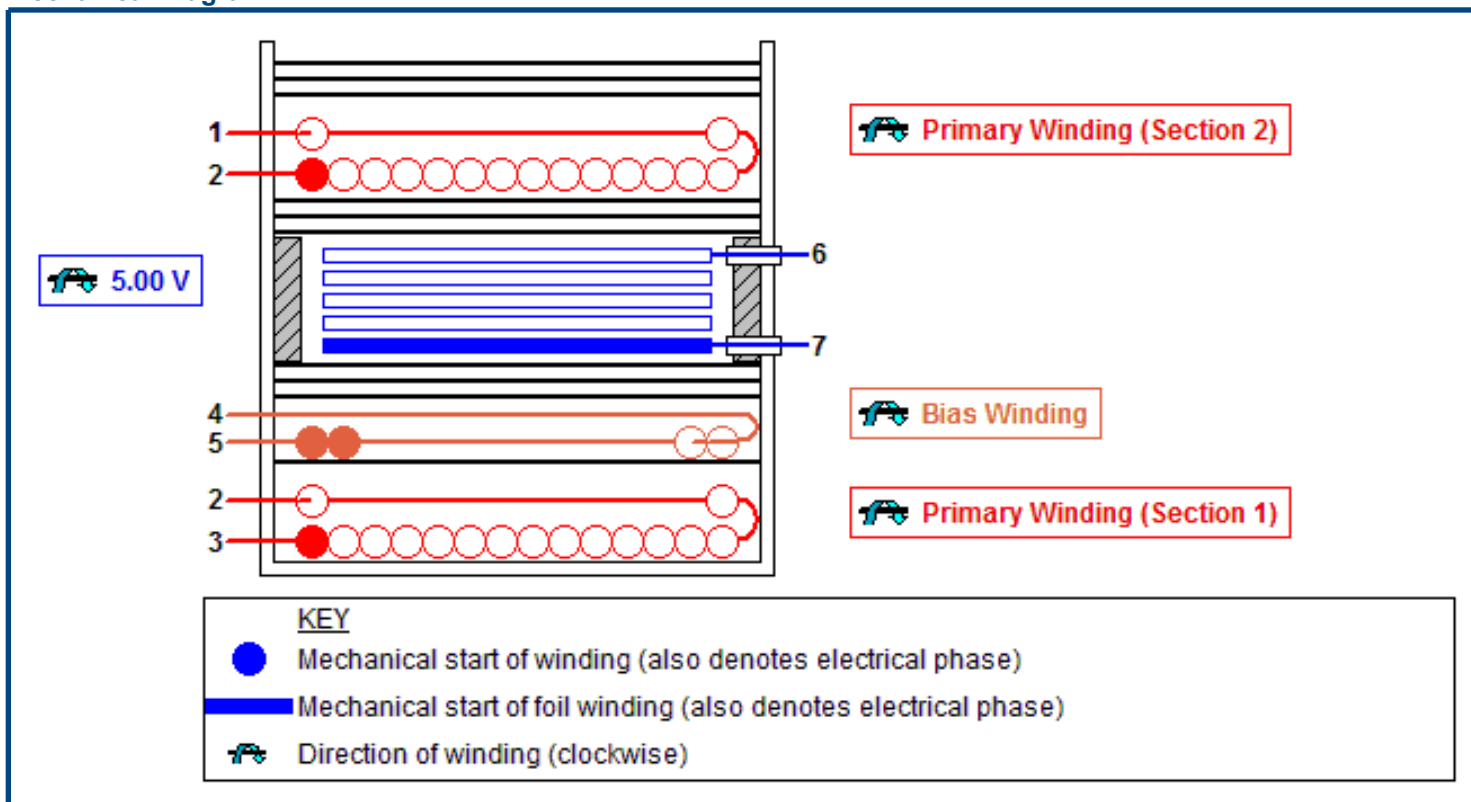 1
Primary Winding (Section 2)
2
6
5.00 V
7
4
Bias Winding
5
2
Primary Winding (Section 1)
3
KEY
Mechanical start of winding (also denotes electrical phase)
Mechanical start of foil winding (also denotes electrical phase)
Direction of winding (clockwise)